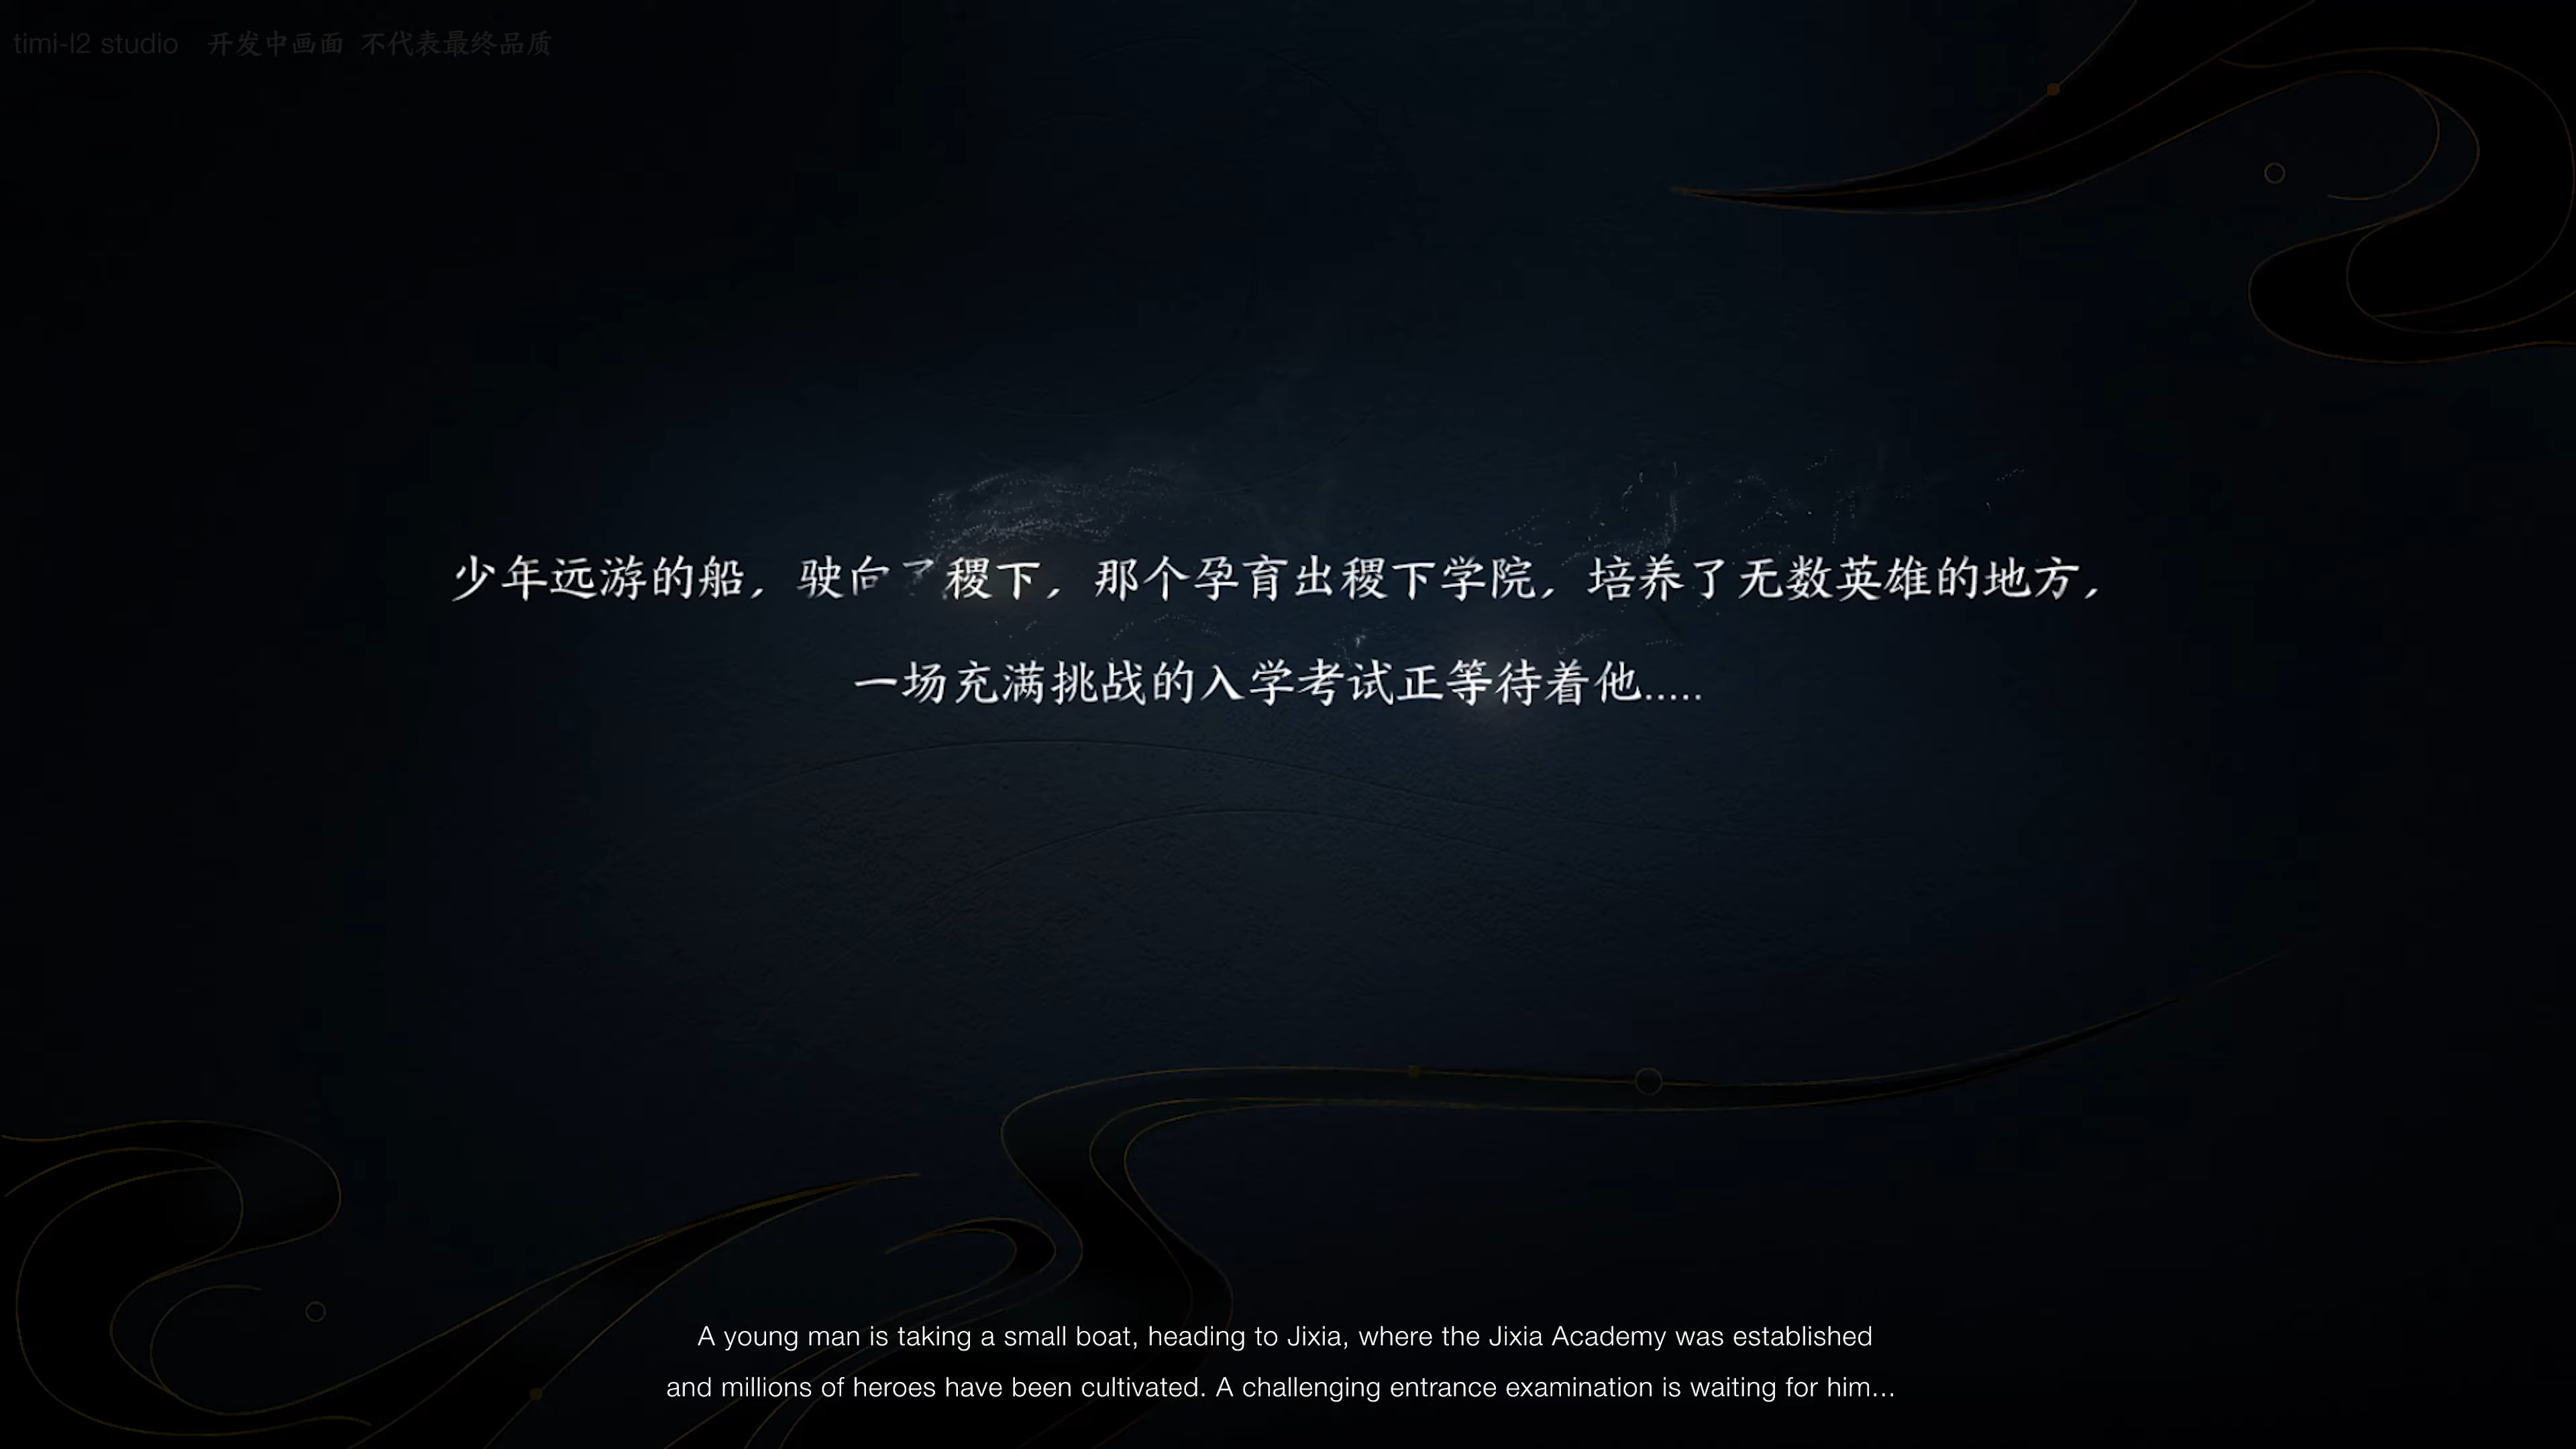 timi-l2 studio 开发中画面 不代表最终品质
少年远游的船，驶向了稷下，那个孕育出稷下学院，培养了无数英雄的地方，
一场充满挑战的入学考试正等待着他.....
A young man is taking a small boat, heading to Jixia, where the Jixia Academy was established
and millions of heroes have been cultivated. A challenging entrance examination is waiting for him...